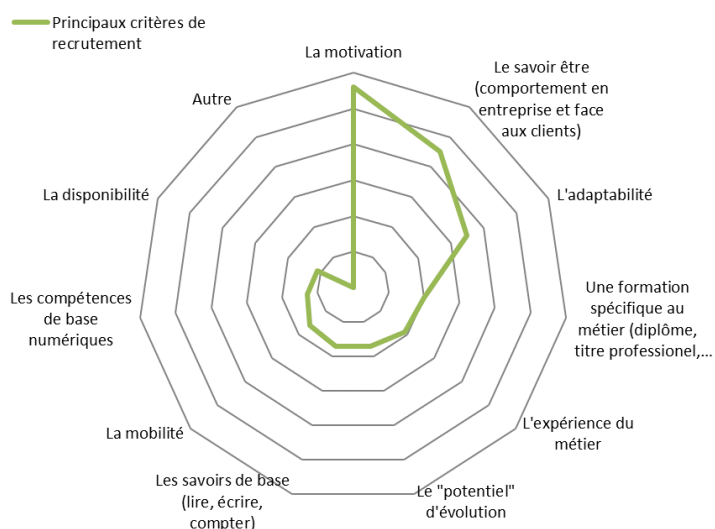 Principaux critères de
recrutement
La motivation
Le savoir être
(comportement en
entreprise et face
aux clients)
L'adaptabilité
Une formation
spécifique au
métier (diplôme,
titre professionel,...
L'expérience du
métier
Le "potentiel"
d'évolution
Les savoirs de base
(lire, écrire,
compter)
La mobilité
Les compétences
de base
numériques
La disponibilité
Autre